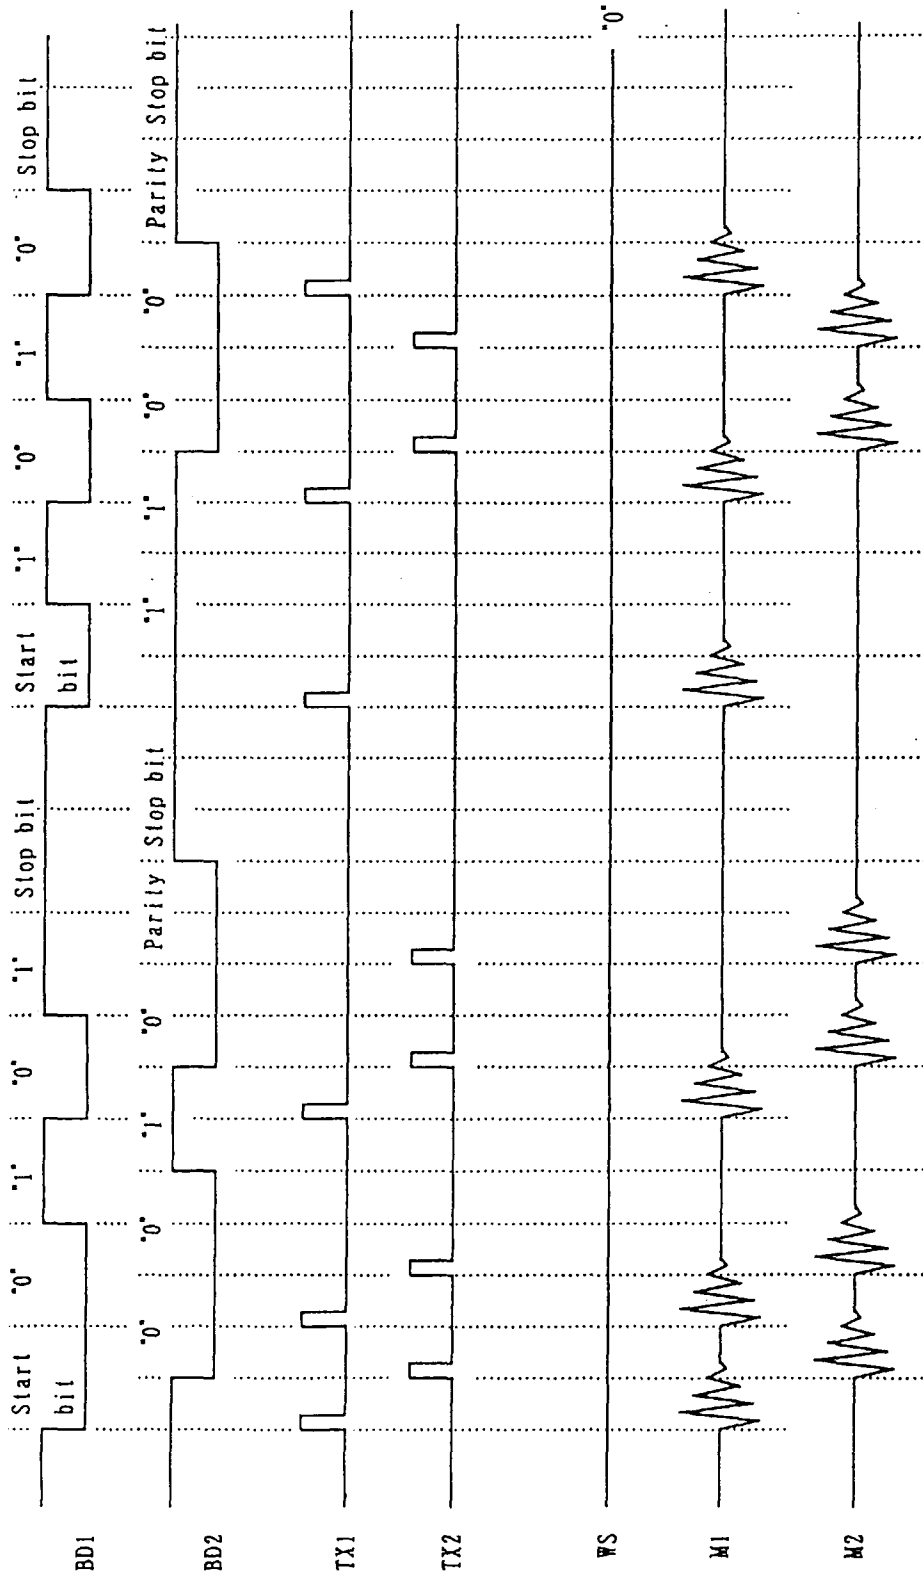 Start "0" "1" "0" "1" Stop bit Start "1" "0" "1" "0" Stop bit
bit bit
BD1
"0" "0" "1" "0" Parity Stop bit "1" "1" "0" "0" Parity Stop bit
BD2
TX1
TX2
WS "0"
M1
M2